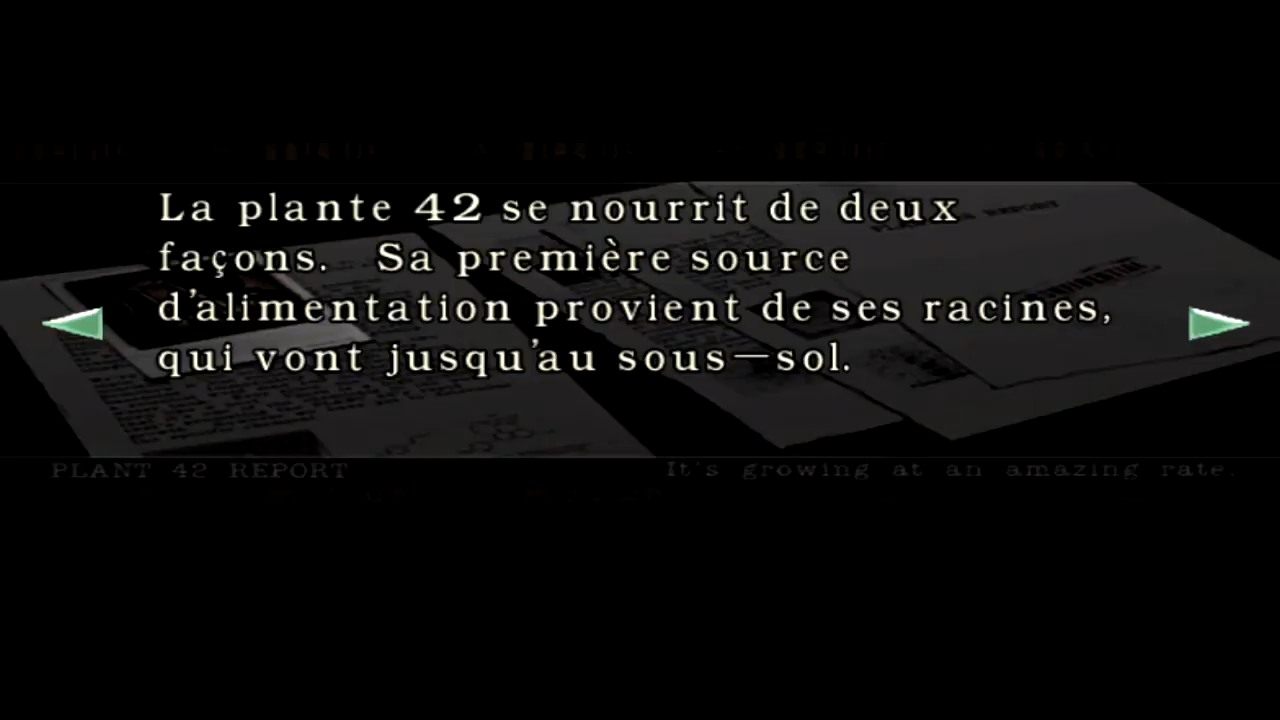 La plante 42 se nourrit de deux
façons. Sa première source
d'alimentation provient de ses racines,
qui vont jusqu'au sous—sol.
PLANT 42 REPORT
It's growing at an amazing rate.